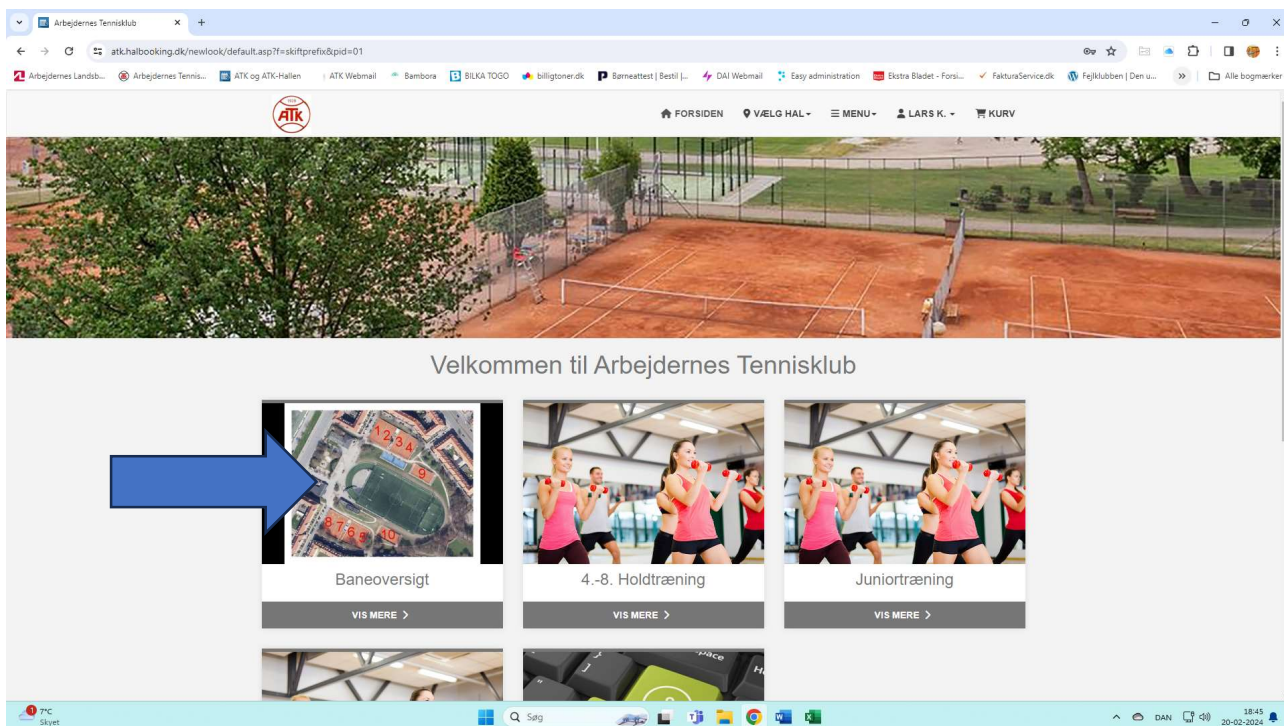 Arbejdernes Tennisklub
atk.halbooking.dk/newlook/default.asp?f=skiftprefix&pid=01
Arbejdernes Landsb...
Arbejdernes Tennis...
ATK og ATK-Hallen
ATK Webmail
Bambora
BILKA TOGO
billigtoner.dk
Børneattest | Bestil |...
DAI Webmail
Easy administration
Ekstra Bladet - Forsi...
FakturaService.dk
Fejlklubben | Den u...
Alle bogmærker
ATK
FORSIDEN
VÆLG HAL
MENU
LARS K.
KURV
Velkommen til Arbejdernes Tennisklub
1 2 3 4
9
8 7 6 5 10
Baneoversigt
VIS MERE
4.-8. Holdtræning
VIS MERE
Juniortræning
VIS MERE
1
7°C
Skyet
Søg
DAN
18:45
20-02-2024